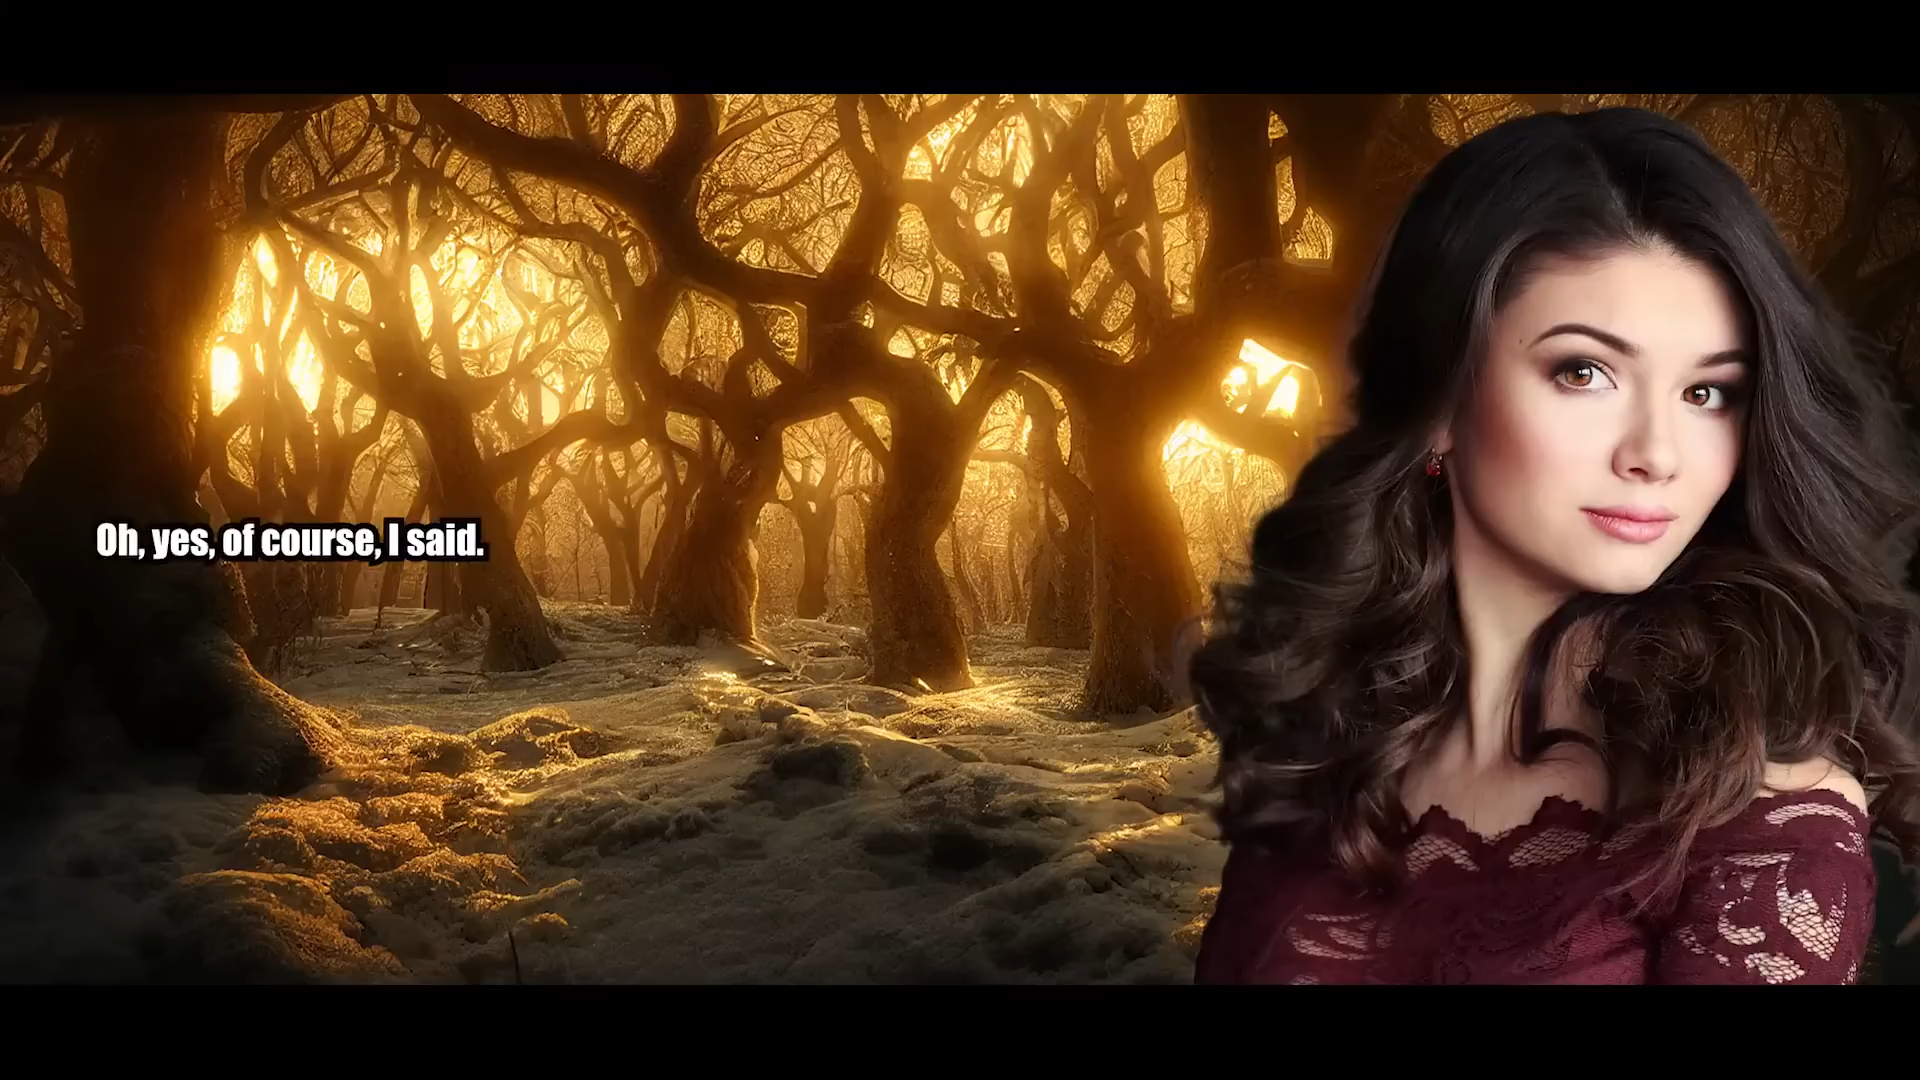 Oh, yes, of course, I said.